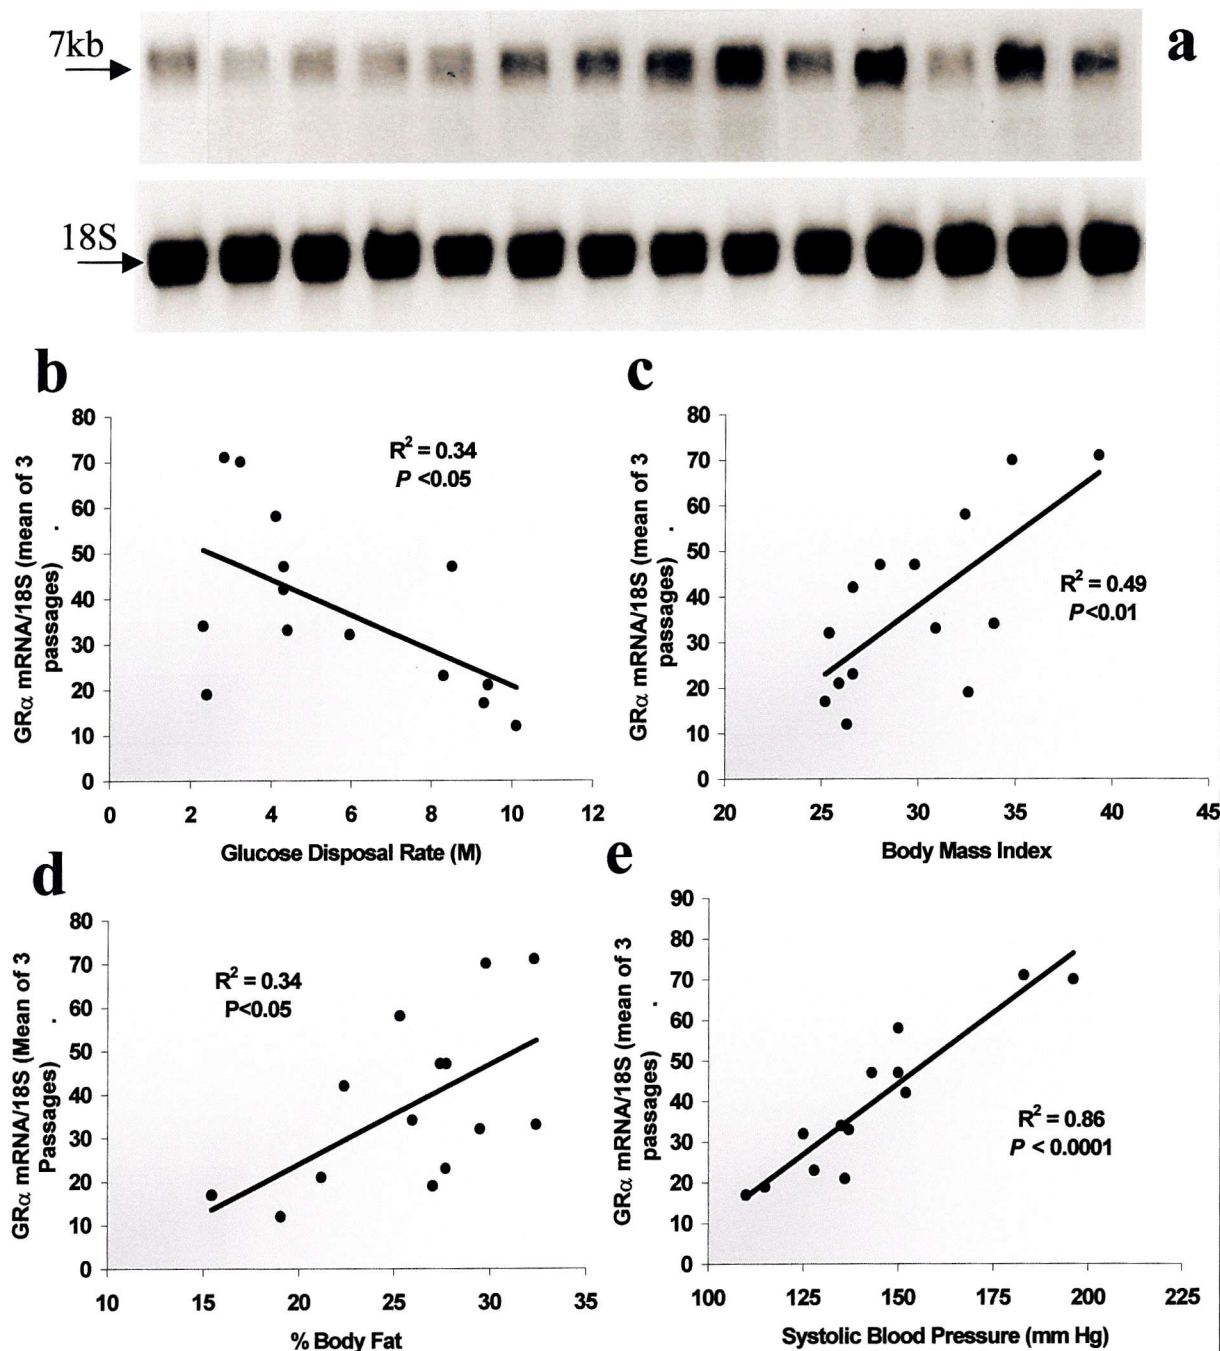 a
7kb
18S
b
GRα mRNA/18S (mean of 3
passages)
80
70
60
50
40
30
20
10
0
R² = 0.34
P <0.05
0 2 4 6 8 10 12
Glucose Disposal Rate (M)
c
GRα mRNA/18S (mean of 3
passages)
80
70
60
50
40
30
20
10
0
R² = 0.49
P<0.01
20 25 30 35 40 45
Body Mass Index
d
GRα mRNA/18S (Mean of 3
Passages)
80
70
60
50
40
30
20
10
0
R² = 0.34
P<0.05
10 15 20 25 30 35
% Body Fat
e
GRα mRNA/18S (mean of 3
passages)
90
80
70
60
50
40
30
20
10
0
R² = 0.86
P < 0.0001
100 125 150 175 200 225
Systolic Blood Pressure (mm Hg)